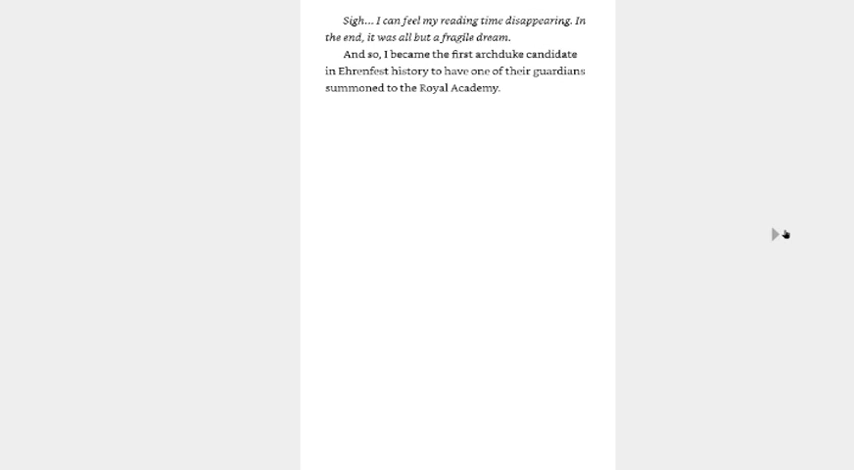 Sigh... I can feel my reading time disappearing. In
the end, it was all but a fragile dream.
And so, I became the first archduke candidate
in Ehrenfest history to have one of their guardians
summoned to the Royal Academy.